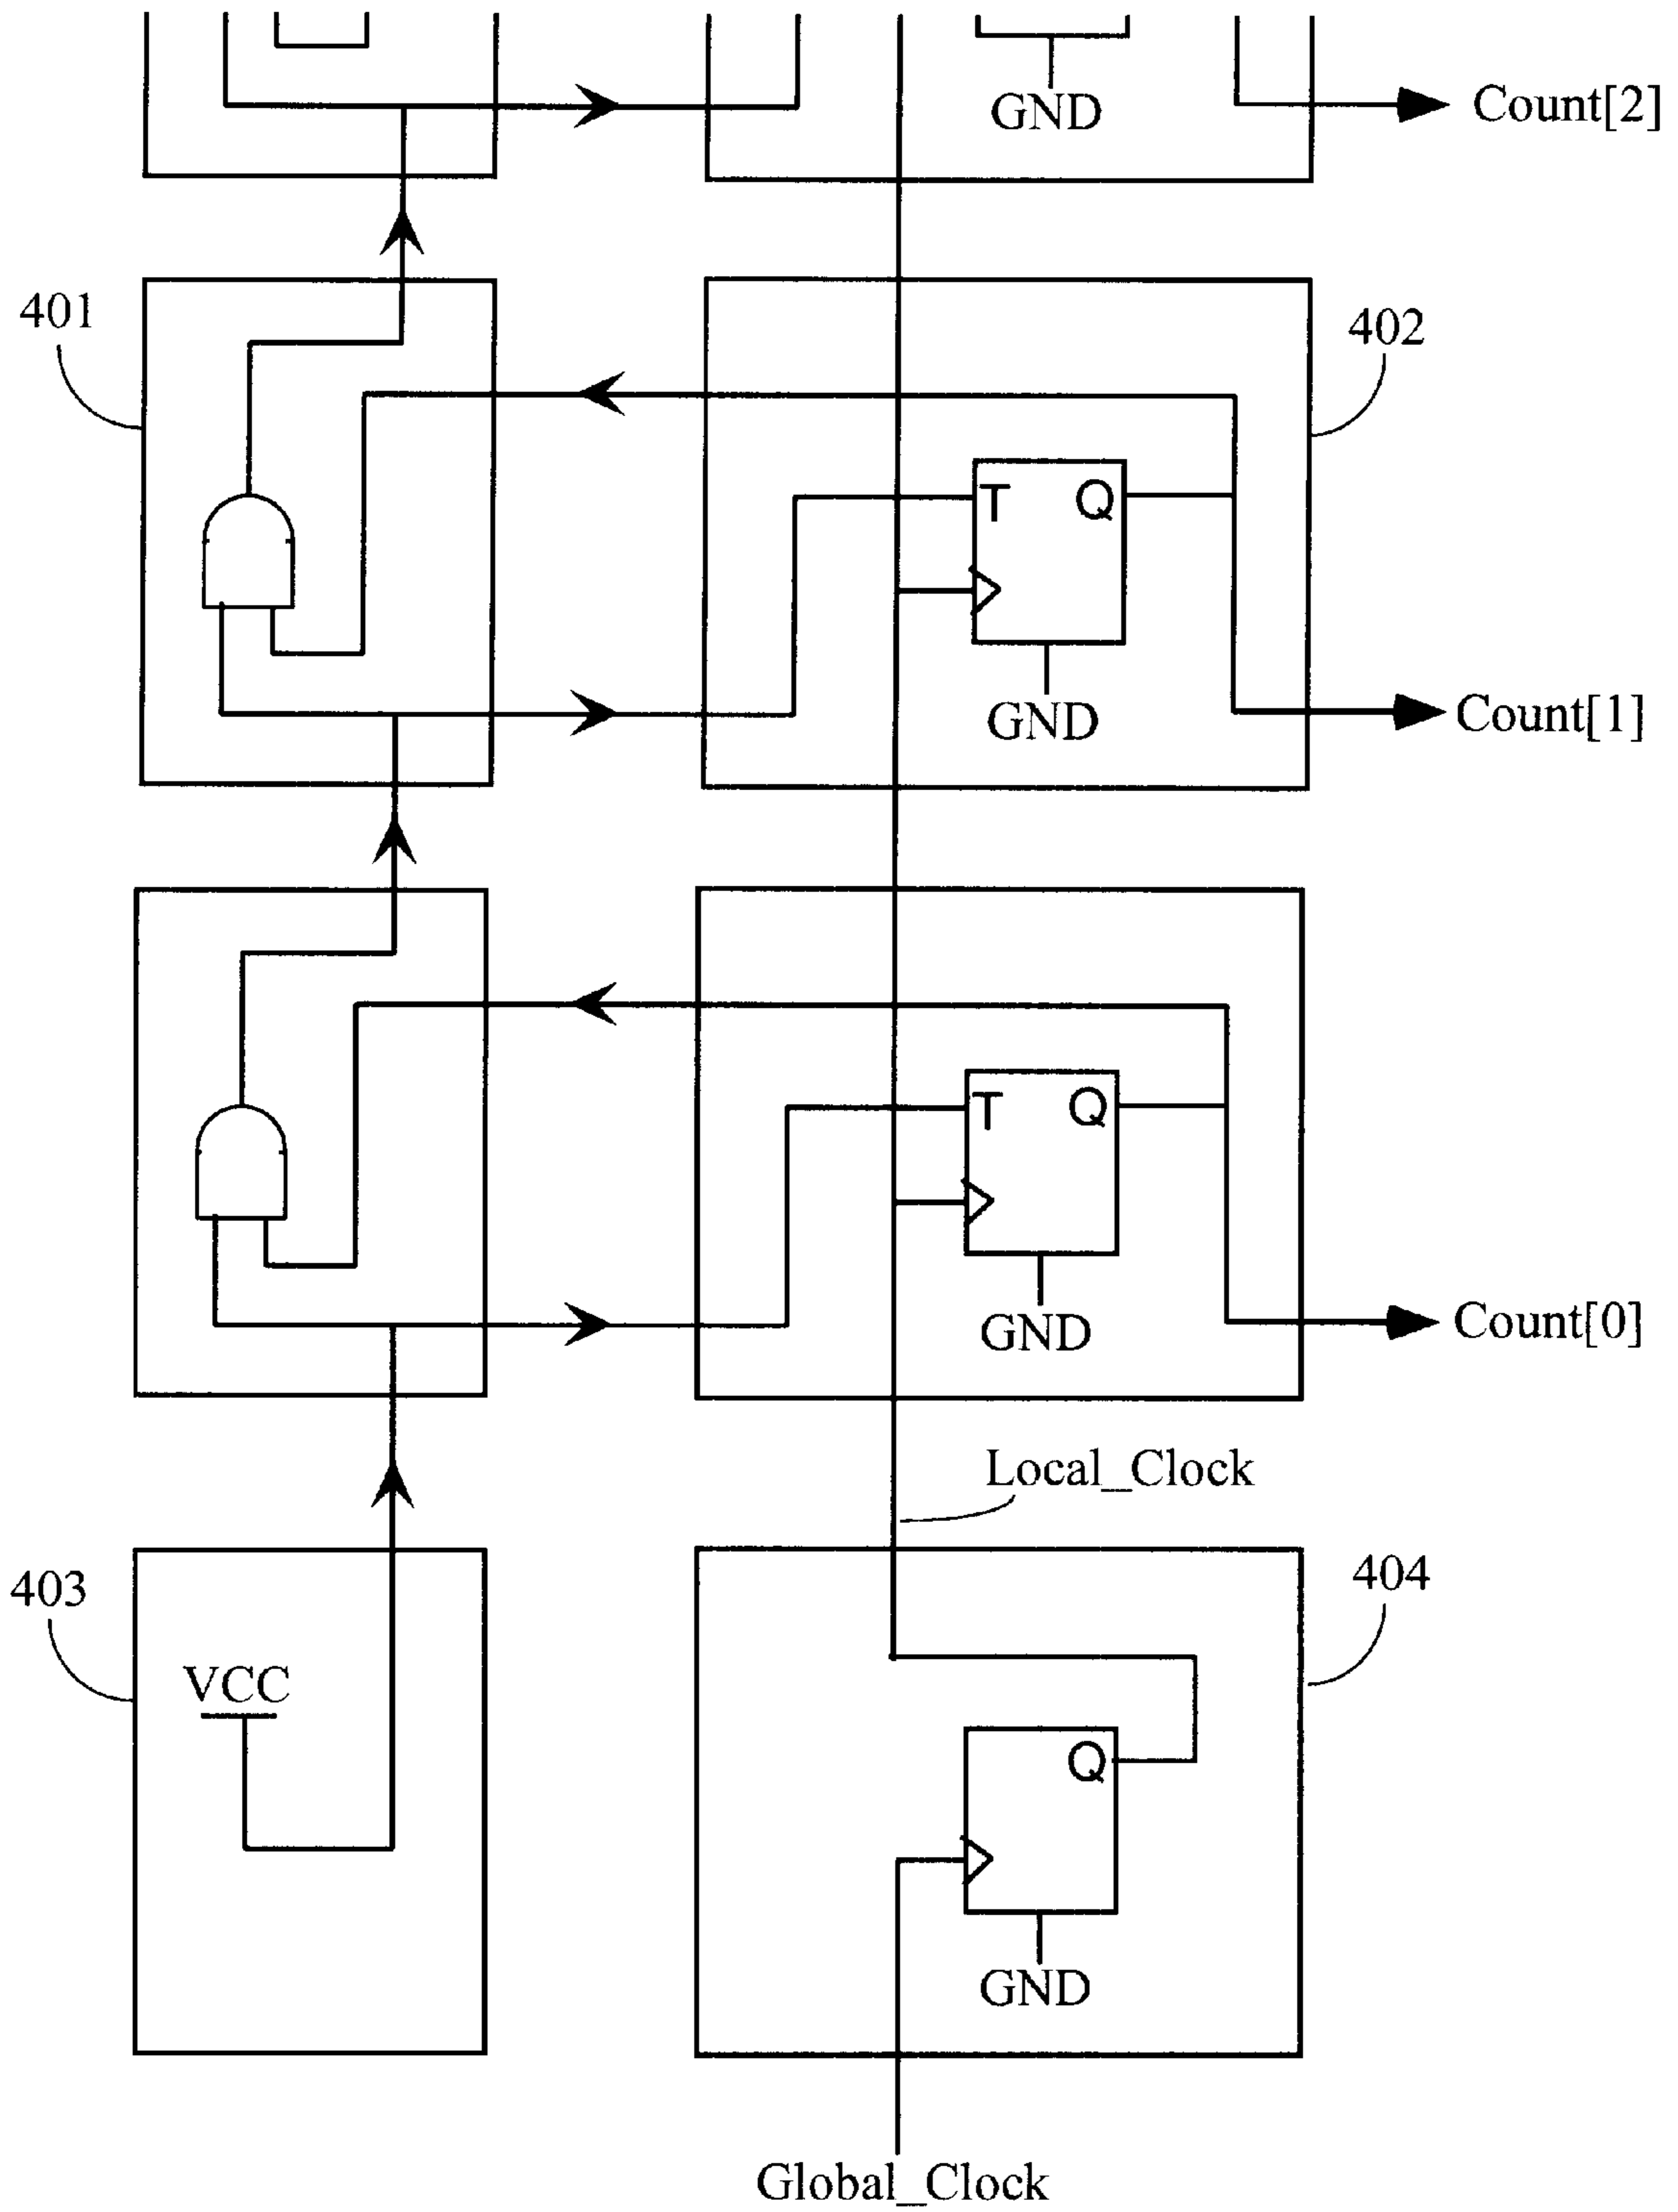 GND
Count[2]
401
402
T Q
GND
Count[1]
T Q
GND
Count[0]
Local_Clock
403
404
VCC
Q
GND
Global_Clock